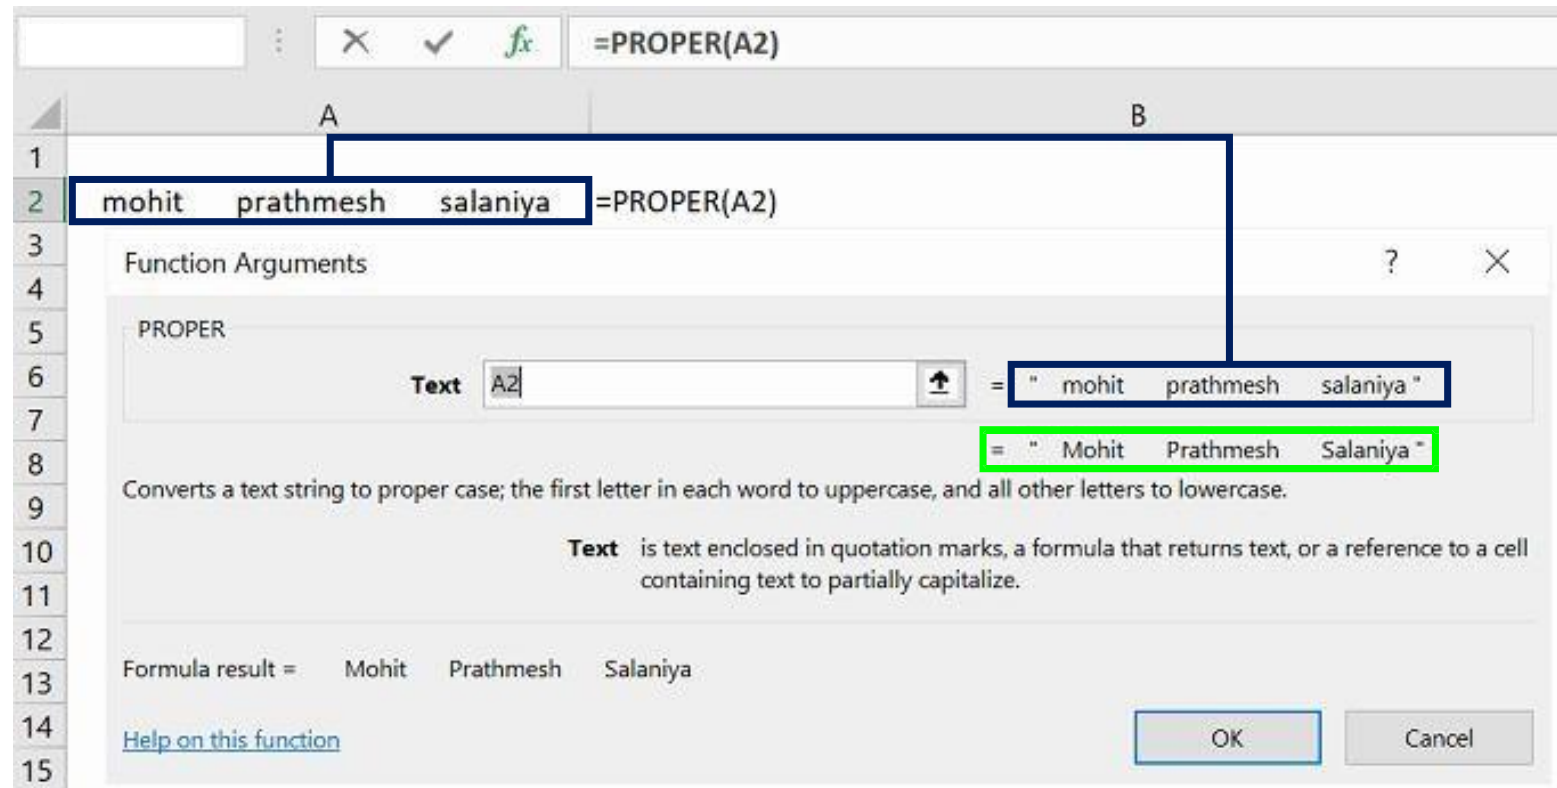 fx =PROPER(A2)
A B
1
2 mohit prathmesh salaniya =PROPER(A2)
3 Function Arguments ? 
4
5 PROPER
6 Text A2 = " mohit prathmesh salaniya "
7
8 = " Mohit Prathmesh Salaniya "
9 Converts a text string to proper case; the first letter in each word to uppercase, and all other letters to lowercase.
10 Text is text enclosed in quotation marks, a formula that returns text, or a reference to a cell
11 containing text to partially capitalize.
12
13 Formula result = Mohit Prathmesh Salaniya
14 Help on this function OK Cancel
15